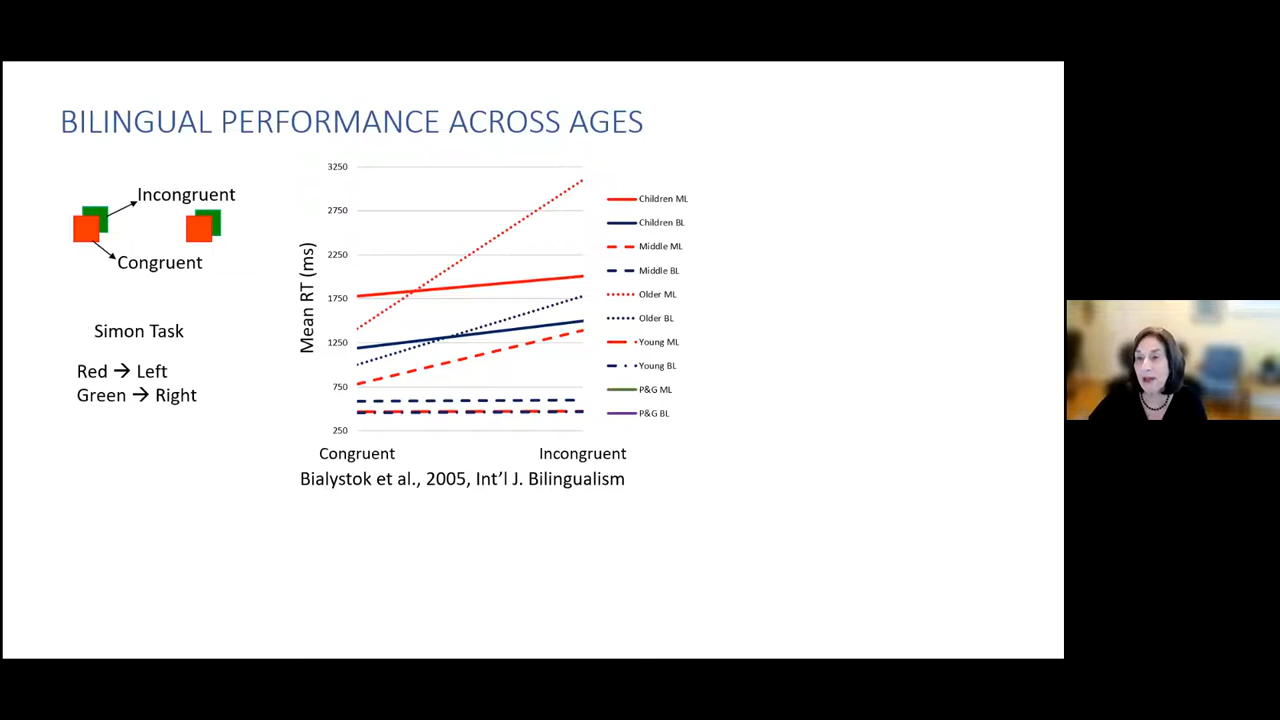 BILINGUAL PERFORMANCE ACROSS AGES
Incongruent
Congruent
Simon Task
Red → Left
Green → Right
Mean RT (ms)
3250
2750
2250
1750
1250
750
250
Congruent
Incongruent
Children ML
Children BL
Middle ML
Middle BL
Older ML
Older BL
Young ML
Young BL
P&G ML
P&G BL
Bialystok et al., 2005, Int'l J. Bilingualism